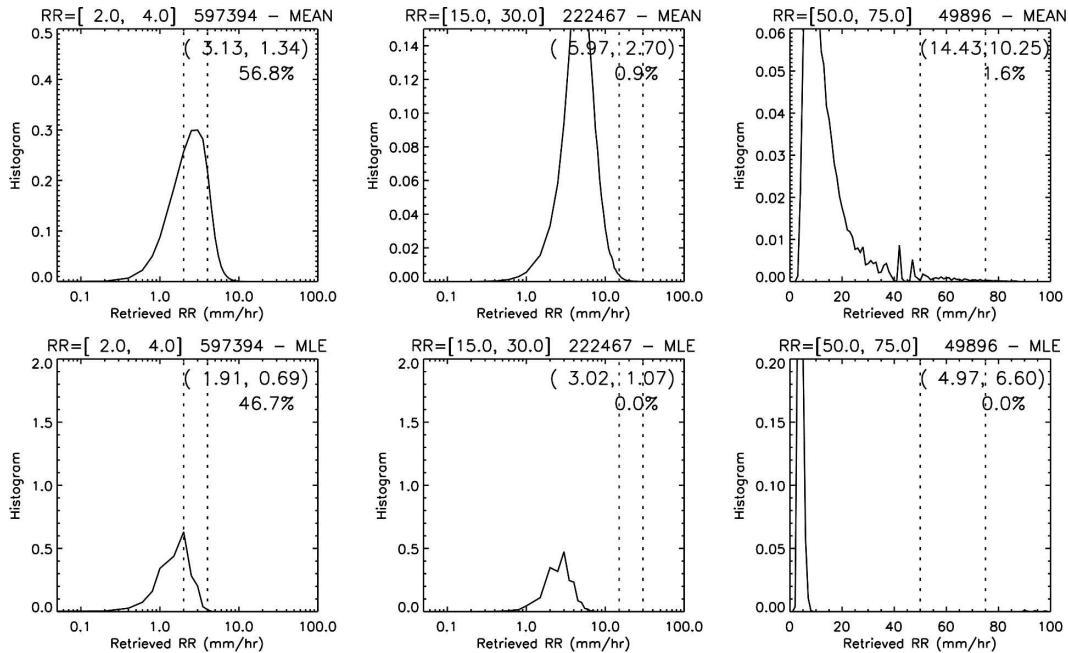 RR=[ 2.0, 4.0] 597394 - MEAN
( 3.13, 1.34)
56.8%
Histogram
0.5
0.4
0.3
0.2
0.1
0.0
0.1 1.0 10.0 100.0
Retrieved RR (mm/hr)
RR=[15.0, 30.0] 222467 - MEAN
( 5.97, 2.70)
0.9%
Histogram
0.14
0.12
0.10
0.08
0.06
0.04
0.02
0.00
0.1 1.0 10.0 100.0
Retrieved RR (mm/hr)
RR=[50.0, 75.0] 49896 - MEAN
(14.43,10.25)
1.6%
Histogram
0.06
0.05
0.04
0.03
0.02
0.01
0.00
0 20 40 60 80 100
Retrieved RR (mm/hr)
RR=[ 2.0, 4.0] 597394 - MLE
( 1.91, 0.69)
46.7%
Histogram
2.0
1.5
1.0
0.5
0.0
0.1 1.0 10.0 100.0
Retrieved RR (mm/hr)
RR=[15.0, 30.0] 222467 - MLE
( 3.02, 1.07)
0.0%
Histogram
2.0
1.5
1.0
0.5
0.0
0.1 1.0 10.0 100.0
Retrieved RR (mm/hr)
RR=[50.0, 75.0] 49896 - MLE
( 4.97, 6.60)
0.0%
Histogram
0.20
0.15
0.10
0.05
0.00
0 20 40 60 80 100
Retrieved RR (mm/hr)